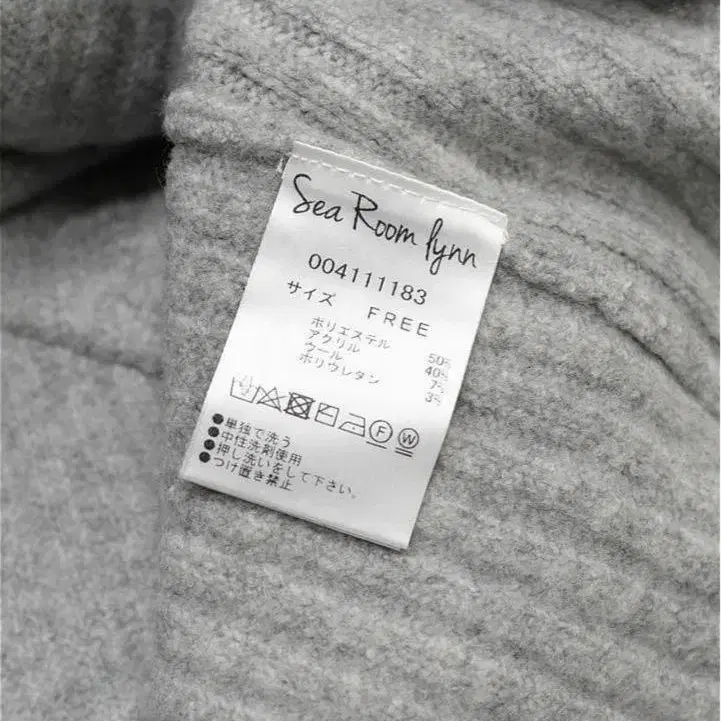 Sea Room lynn
004111183
サイズ FREE
ポリエステル 50%
アクリル 40%
ウール 7%
ポリウレタン 3%
F W
●単独で洗う
●中性洗剤使用
●押し洗いをして下さい。
●つけ置き禁止